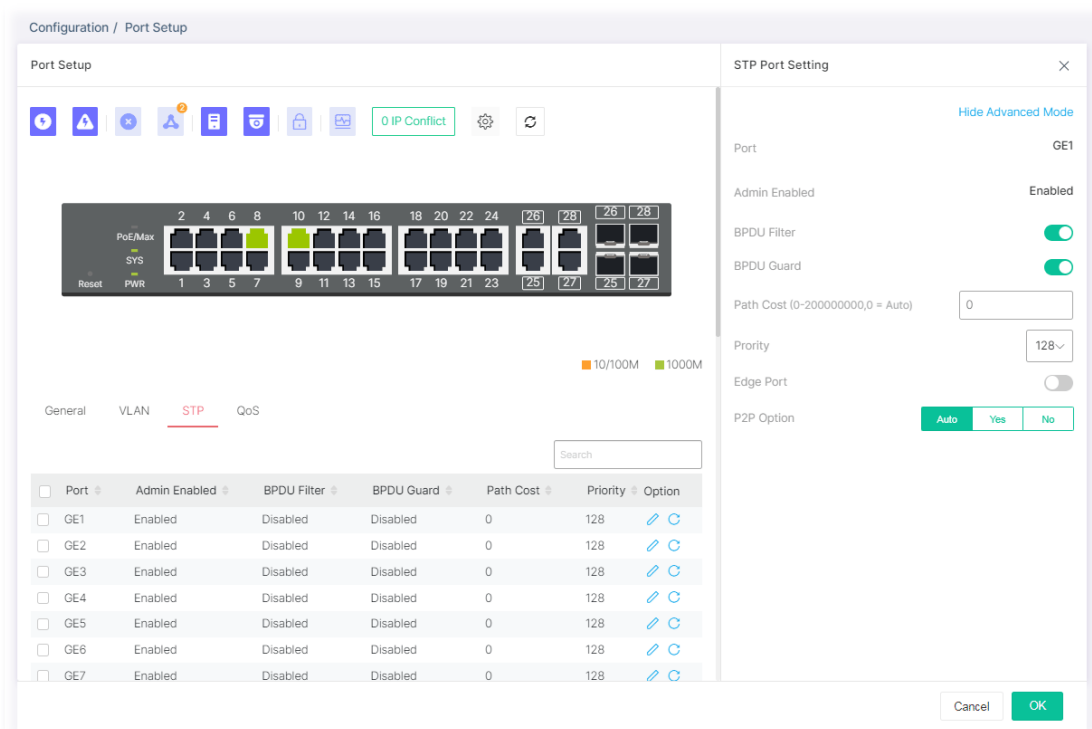 Configuration / Port Setup
Port Setup
2
0 IP Conflict
2 4 6 8 10 12 14 16 18 20 22 24 26 28 26 28
PoE/Max
SYS
Reset PWR 1 3 5 7 9 11 13 15 17 19 21 23 25 27 25 27
10/100M 1000M
General VLAN STP QoS
Search
Port Admin Enabled BPDU Filter BPDU Guard Path Cost Priority Option
GE1 Enabled Disabled Disabled 0 128
GE2 Enabled Disabled Disabled 0 128
GE3 Enabled Disabled Disabled 0 128
GE4 Enabled Disabled Disabled 0 128
GE5 Enabled Disabled Disabled 0 128
GE6 Enabled Disabled Disabled 0 128
GE7 Enabled Disabled Disabled 0 128
STP Port Setting
Hide Advanced Mode
Port GE1
Admin Enabled Enabled
BPDU Filter
BPDU Guard
Path Cost (0-200000000,0 = Auto) 0
Prority 128
Edge Port
P2P Option Auto Yes No
Cancel OK